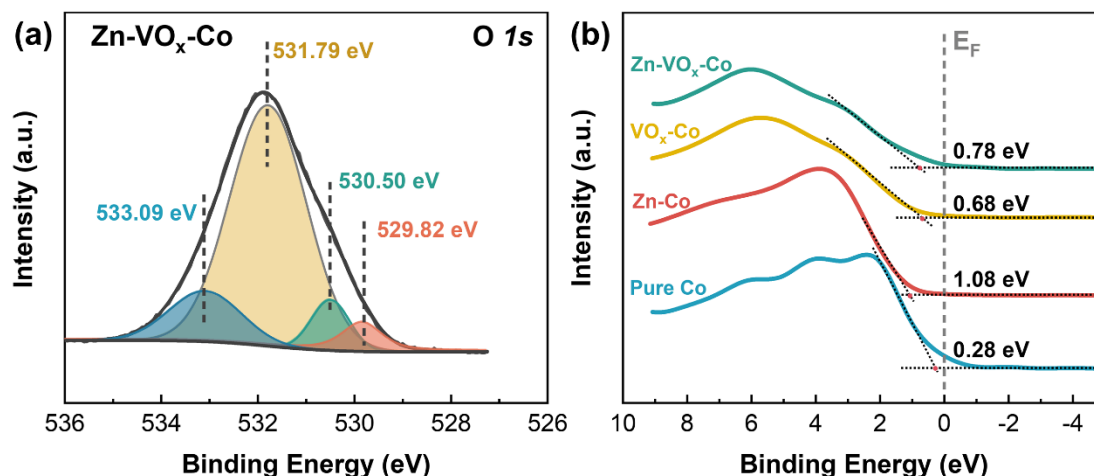 (a) Zn-VOₓ-Co O 1s
531.79 eV
530.50 eV
533.09 eV
529.82 eV
Intensity (a.u.)
536 534 532 530 528 526
Binding Energy (eV)
(b) E_F
Zn-VOₓ-Co
0.78 eV
VOₓ-Co
0.68 eV
Zn-Co
1.08 eV
Pure Co
0.28 eV
Intensity (a.u.)
10 8 6 4 2 0 -2 -4
Binding Energy (eV)